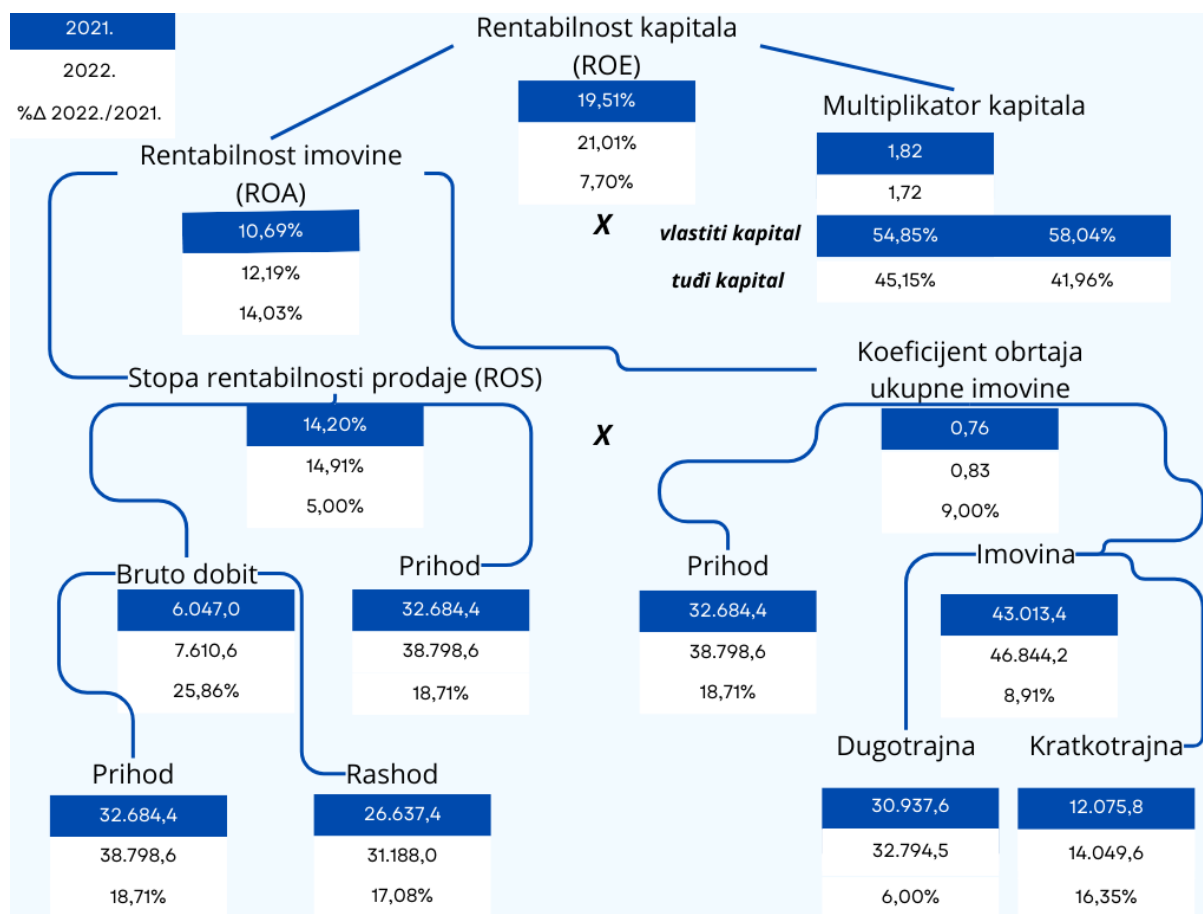 2021.
2022.
%Δ 2022./2021.
Rentabilnost kapitala
(ROE)
19,51%
21,01%
7,70%
Multiplikator kapitala
1,82
1,72
Rentabilnost imovine
(ROA)
10,69%
12,19%
14,03%
X
vlastiti kapital 54,85% 58,04%
tuđi kapital 45,15% 41,96%
Stopa rentabilnosti prodaje (ROS)
14,20%
14,91%
5,00%
X
Koeficijent obrtaja
ukupne imovine
0,76
0,83
9,00%
Bruto dobit
6.047,0
7.610,6
25,86%
Prihod
32.684,4
38.798,6
18,71%
Prihod
32.684,4
38.798,6
18,71%
Imovina
43.013,4
46.844,2
8,91%
Prihod
32.684,4
38.798,6
18,71%
Rashod
26.637,4
31.188,0
17,08%
Dugotrajna
30.937,6
32.794,5
6,00%
Kratkotrajna
12.075,8
14.049,6
16,35%